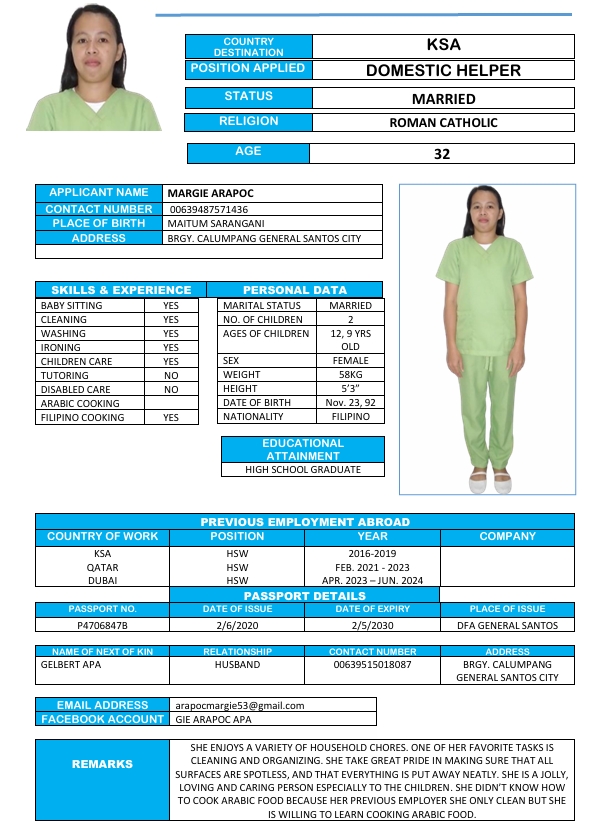 COUNTRY DESTINATION KSA
POSITION APPLIED DOMESTIC HELPER
STATUS MARRIED
RELIGION ROMAN CATHOLIC
AGE 32
APPLICANT NAME MARGIE ARAPOC
CONTACT NUMBER 00639487571436
PLACE OF BIRTH MAITUM SARANGANI
ADDRESS BRGY. CALUMPANG GENERAL SANTOS CITY
SKILLS & EXPERIENCE
BABY SITTING YES
CLEANING YES
WASHING YES
IRONING YES
CHILDREN CARE YES
TUTORING NO
DISABLED CARE NO
ARABIC COOKING
FILIPINO COOKING YES
PERSONAL DATA
MARITAL STATUS MARRIED
NO. OF CHILDREN 2
AGES OF CHILDREN 12, 9 YRS
OLD
SEX FEMALE
WEIGHT 58KG
HEIGHT 5’3”
DATE OF BIRTH Nov. 23, 92
NATIONALITY FILIPINO
EDUCATIONAL
ATTAINMENT
HIGH SCHOOL GRADUATE
PREVIOUS EMPLOYMENT ABROAD
COUNTRY OF WORK POSITION YEAR COMPANY
KSA HSW 2016-2019
QATAR HSW FEB. 2021 - 2023
DUBAI HSW APR. 2023 – JUN. 2024
PASSPORT DETAILS
PASSPORT NO. DATE OF ISSUE DATE OF EXPIRY PLACE OF ISSUE
P4706847B 2/6/2020 2/5/2030 DFA GENERAL SANTOS
NAME OF NEXT OF KIN RELATIONSHIP CONTACT NUMBER ADDRESS
GELBERT APA HUSBAND 00639515018087 BRGY. CALUMPANG
GENERAL SANTOS CITY
EMAIL ADDRESS arapocmargie53@gmail.com
FACEBOOK ACCOUNT GIE ARAPOC APA
REMARKS
SHE ENJOYS A VARIETY OF HOUSEHOLD CHORES. ONE OF HER FAVORITE TASKS IS
CLEANING AND ORGANIZING. SHE TAKE GREAT PRIDE IN MAKING SURE THAT ALL
SURFACES ARE SPOTLESS, AND THAT EVERYTHING IS PUT AWAY NEATLY. SHE IS A JOLLY,
LOVING AND CARING PERSON ESPECIALLY TO THE CHILDREN. SHE DIDN’T KNOW HOW
TO COOK ARABIC FOOD BECAUSE HER PREVIOUS EMPLOYER SHE ONLY CLEAN BUT SHE
IS WILLING TO LEARN COOKING ARABIC FOOD.